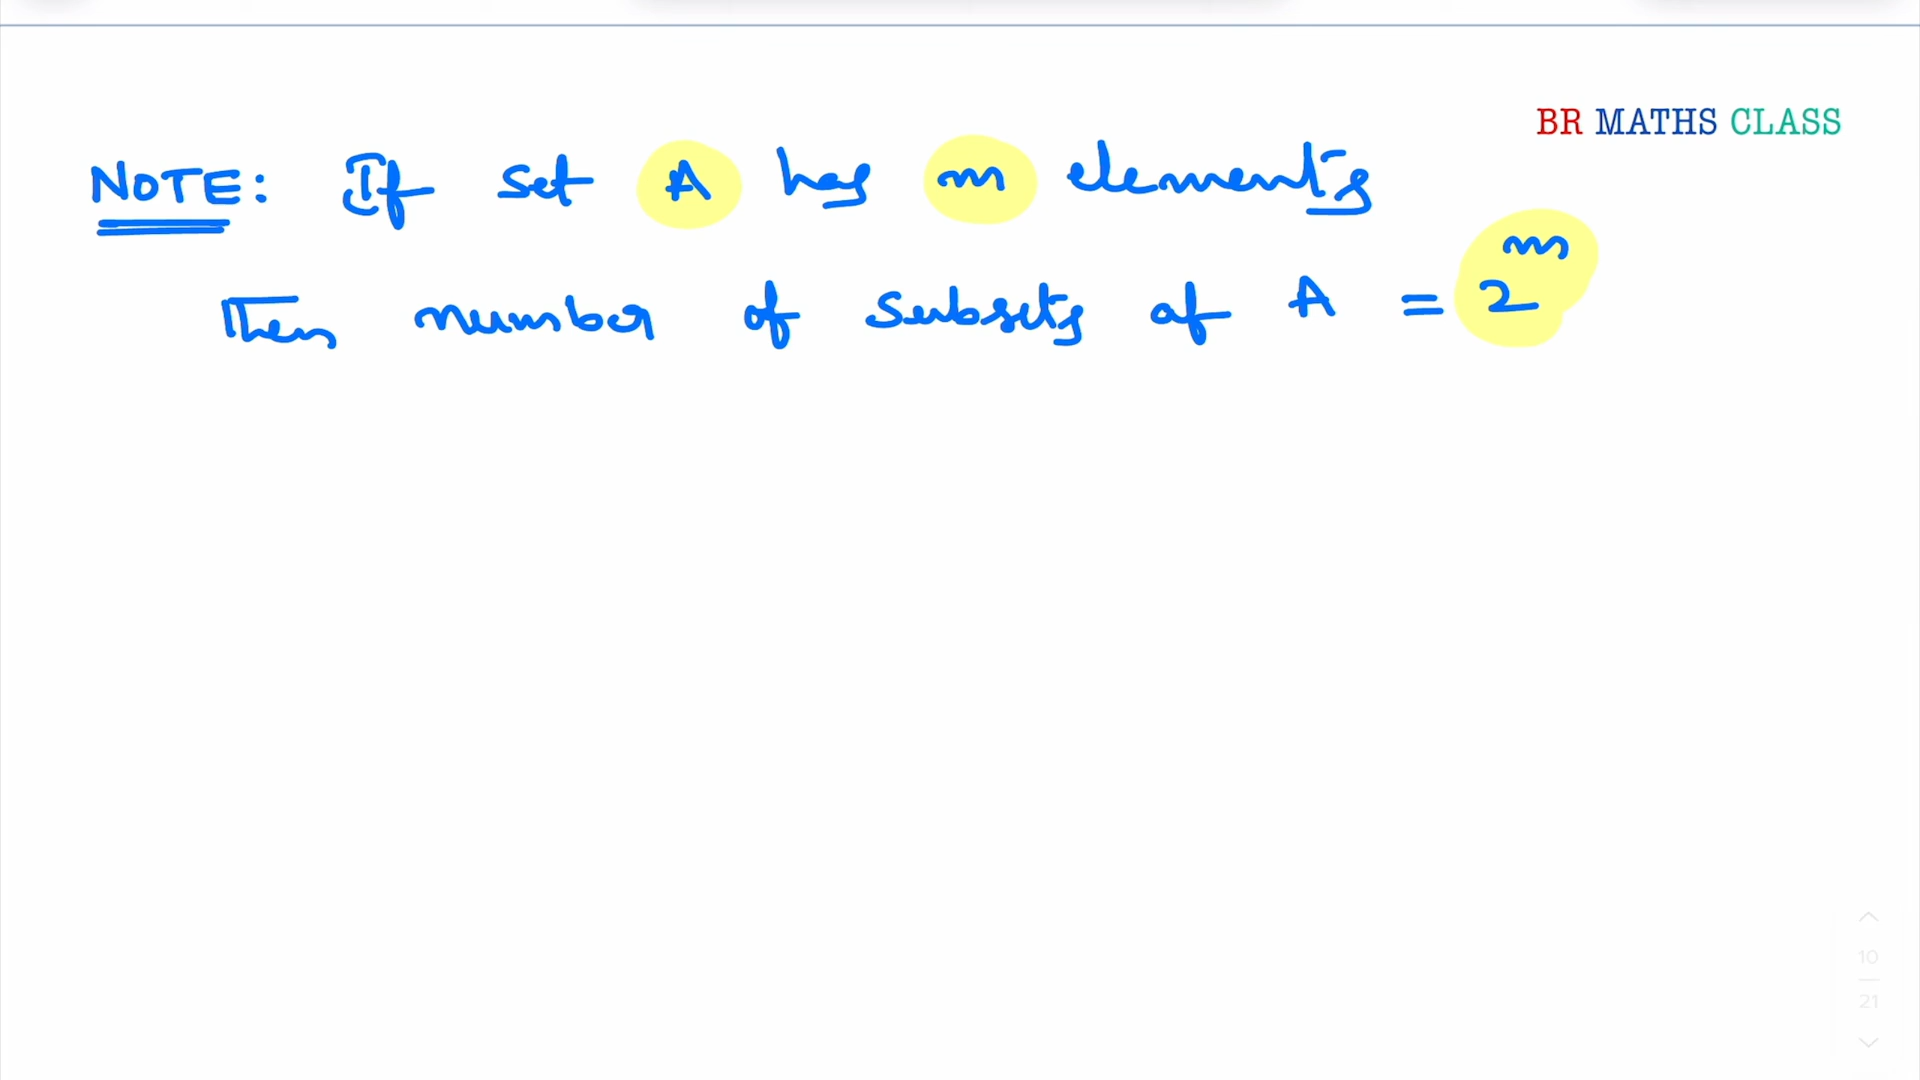 BR MATHS CLASS
NOTE: If set A has m elements
Then number of subsets of A = 2^m
10
21